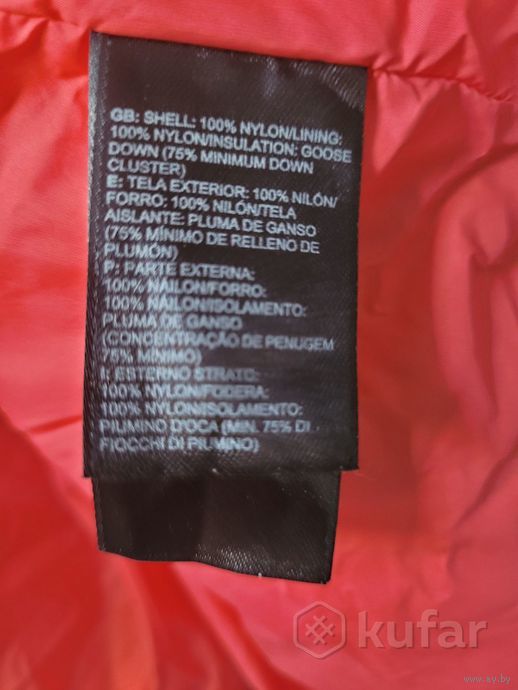 GB: SHELL: 100% NYLON/LINING:
100% NYLON/INSULATION: GOOSE
DOWN (75% MINIMUM DOWN
CLUSTER)
E: TELA EXTERIOR: 100% NILÓN/
FORRO: 100% NILÓN/TELA
AISLANTE: PLUMA DE GANSO
(75% MÍNIMO DE RELLENO DE
PLUMÓN)
P: PARTE EXTERNA:
100% NAILON/FORRO:
100% NAILON/ISOLAMENTO:
PLUMA DE GANSO
(CONCENTRAÇÃO DE PENUGEM
75% MÍNIMO)
I: ESTERNO STRATO:
100% NYLON/FODERA:
100% NYLON/ISOLAMENTO:
PIUMINO D'OCA (MIN. 75% DI
FIOCCHI DI PIUMINO)
kufar
www.ay.by